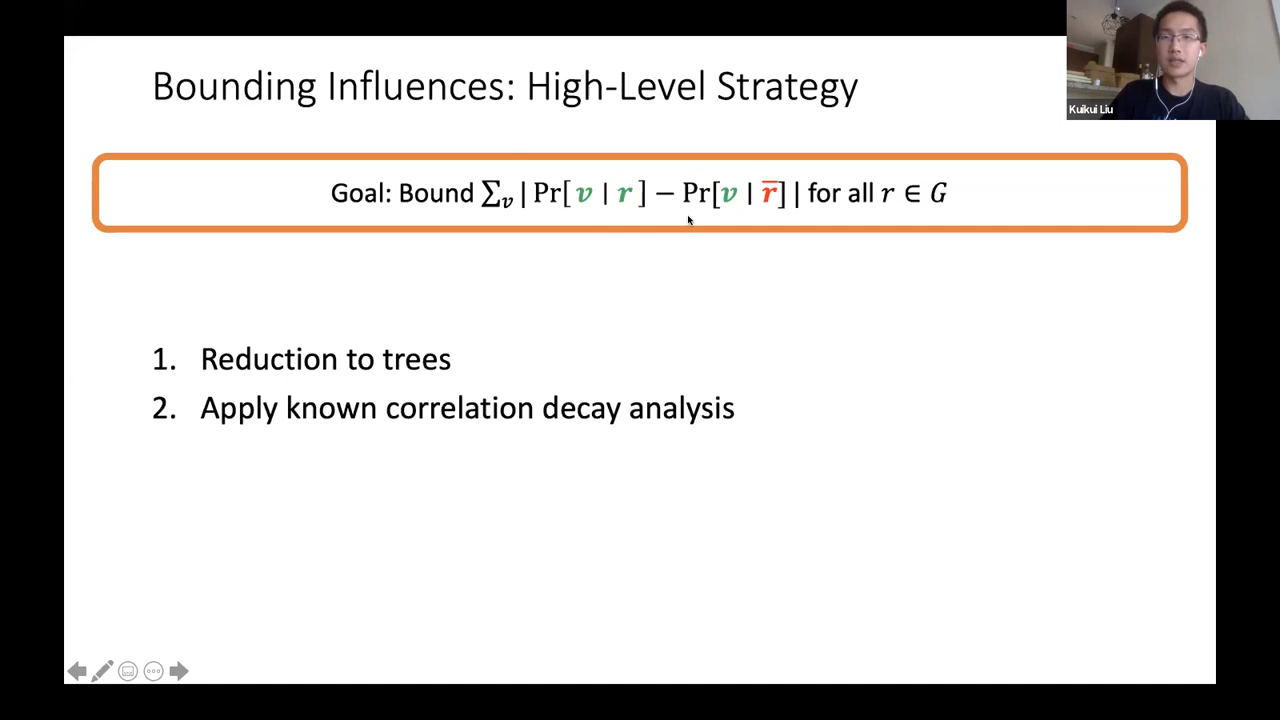 Bounding Influences: High-Level Strategy
Kuikui Liu
Goal: Bound ∑ᵥ | Pr[ v | r ] − Pr[v | r̅] | for all r ∈ G
1. Reduction to trees
2. Apply known correlation decay analysis